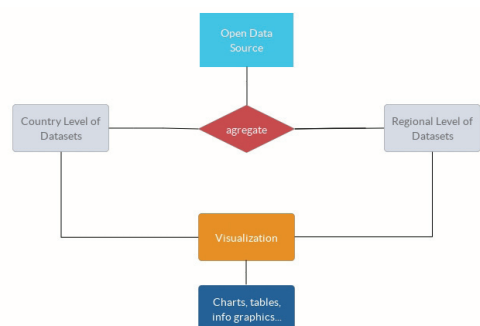 Open Data
Source
Country Level of
Datasets
agregate
Regional Level of
Datasets
Visualization
Charts, tables,
info graphics...